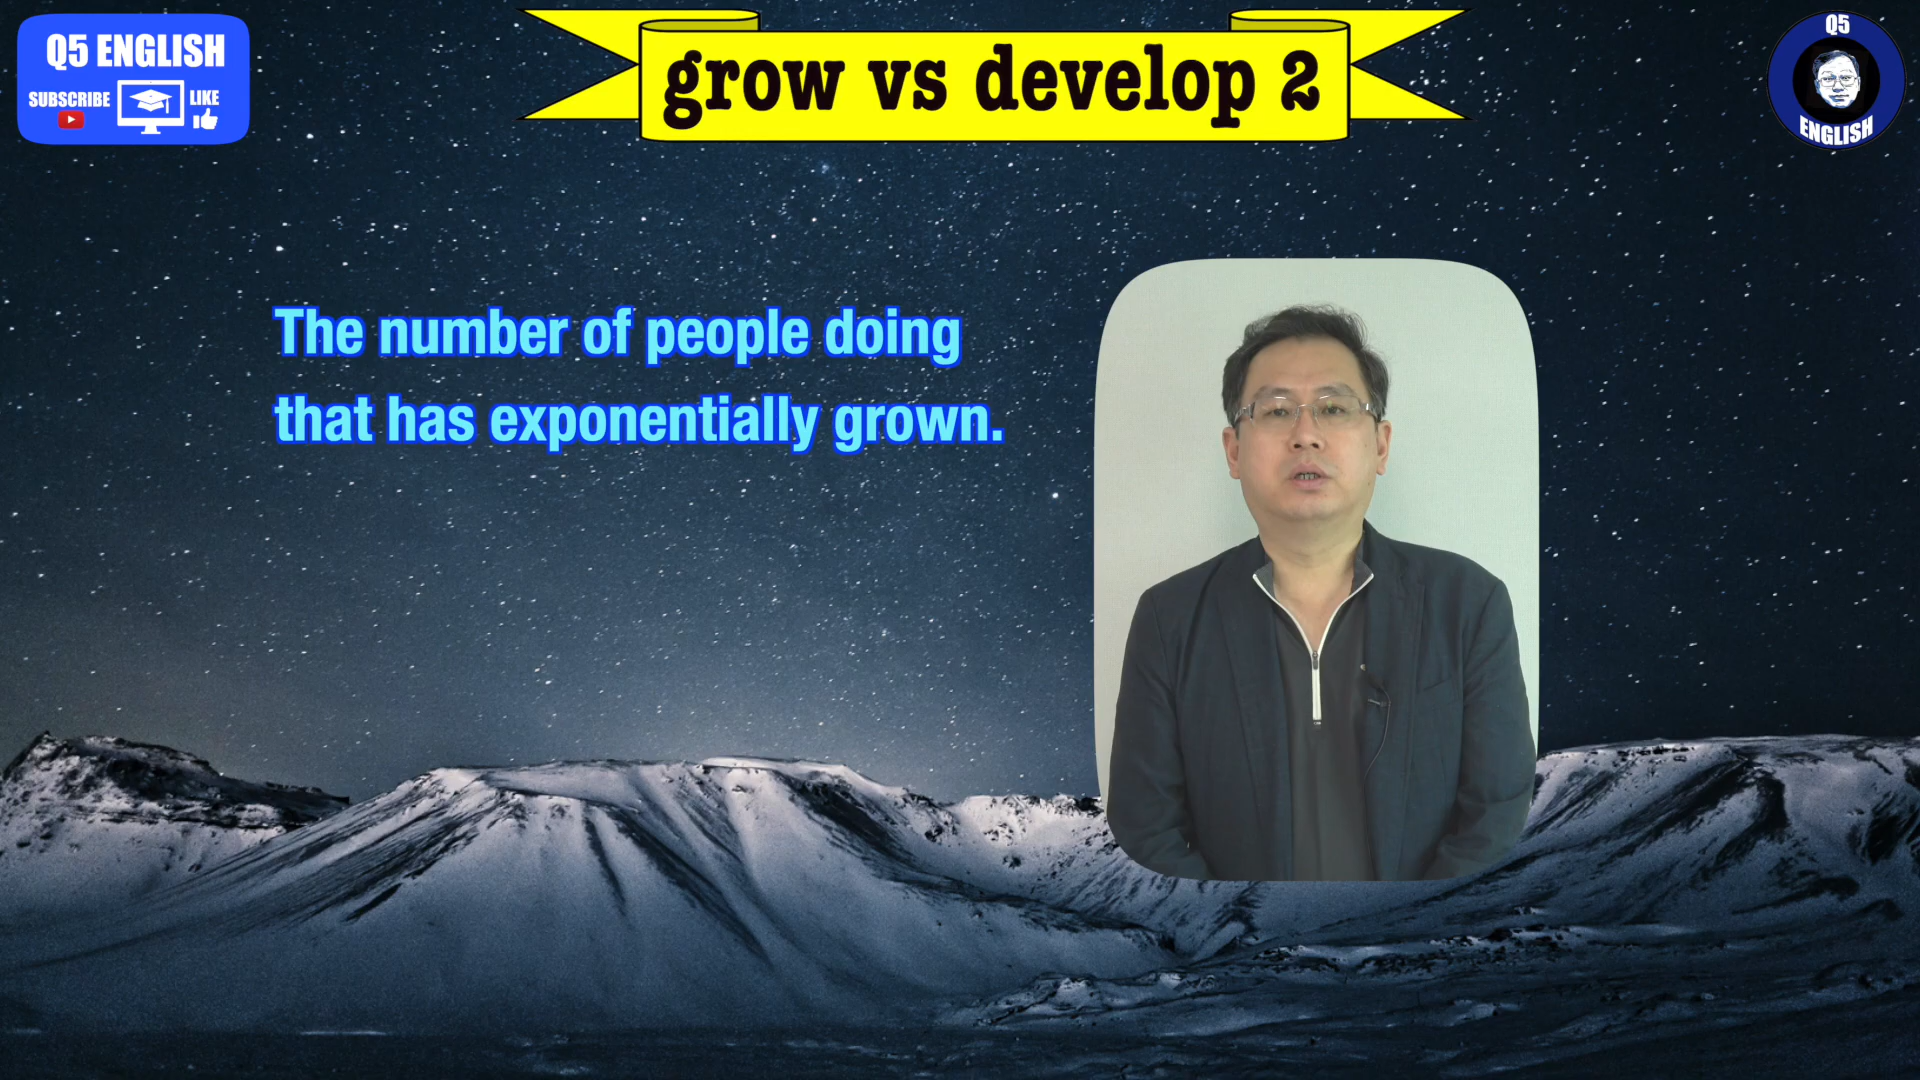 Q5 ENGLISH
SUBSCRIBE
LIKE
grow vs develop 2
Q5
ENGLISH
The number of people doing
that has exponentially grown.